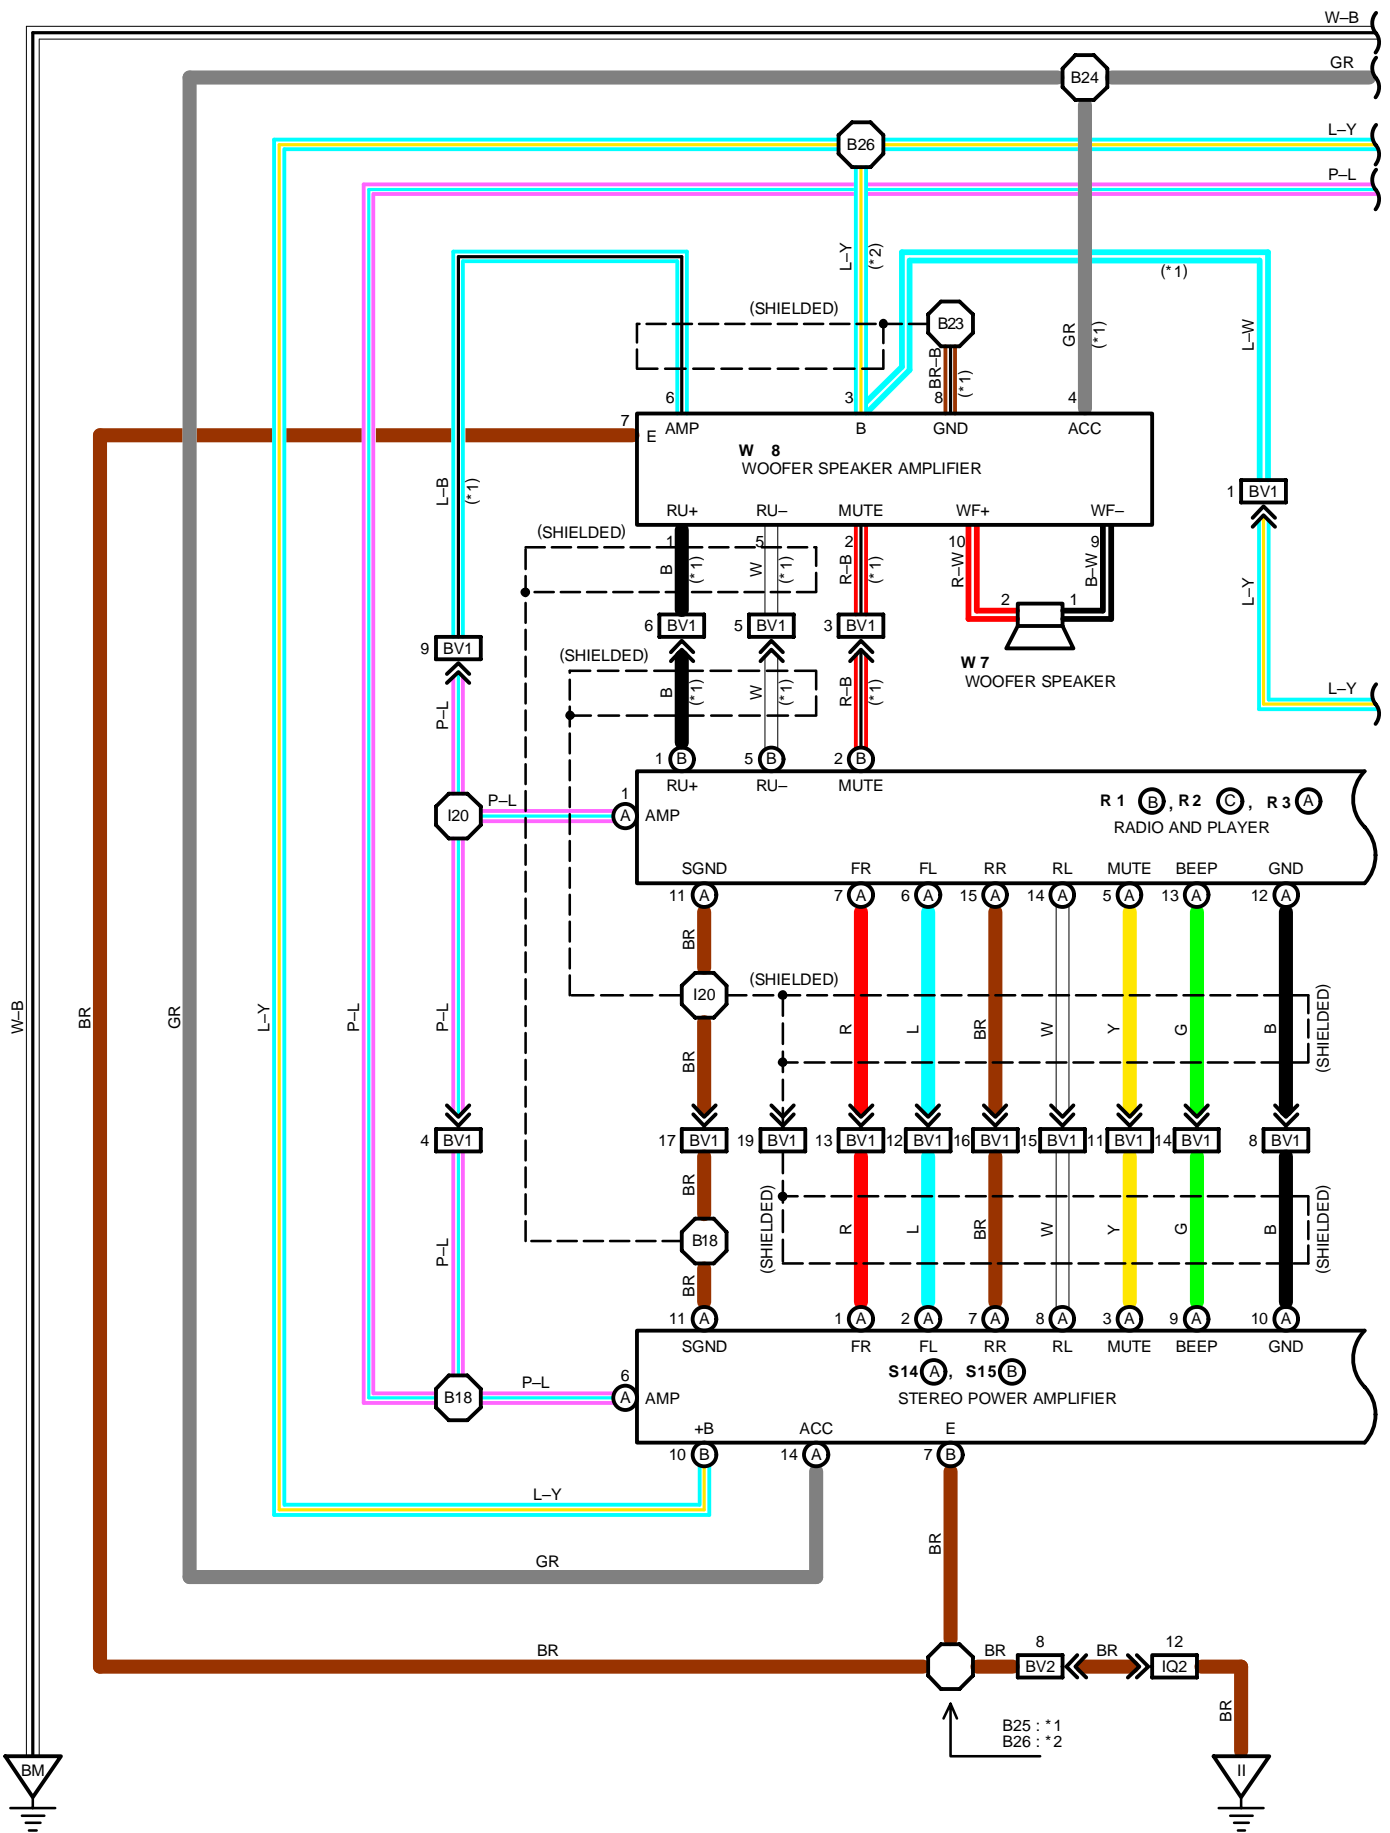 W–B
GR
B24
L–Y
B26
P–L
L–Y
(*2)
(*1)
(SHIELDED)
B23
GR
(*1)
L–W
BR–B
(*1)
6
3
8
4
7
E
AMP
B
GND
ACC
W 8
WOOFER SPEAKER AMPLIFIER
L–B
(*1)
1
BV1
RU+
RU–
MUTE
WF+
WF–
(SHIELDED)
1
5
2
10
9
B
(*1)
W
(*1)
R–B
(*1)
R–W
B–W
L–Y
2
1
6
BV1
5
BV1
3
BV1
9
BV1
(SHIELDED)
W 7
WOOFER SPEAKER
B
(*1)
W
(*1)
R–B
(*1)
L–Y
P–L
1
B
5
B
2
B
RU+
RU–
MUTE
1
P–L
I20
A
AMP
R 1 B , R 2 C , R 3 A
RADIO AND PLAYER
SGND
FR
FL
RR
RL
MUTE
BEEP
GND
11
A
7
A
6
A
15
A
14
A
5
A
13
A
12
A
BR
I20
(SHIELDED)
W–B
BR
GR
L–Y
P–L
P–L
BR
R
L
BR
W
Y
G
B
(SHIELDED)
4
BV1
17
BV1
19
BV1
13
BV1
12
BV1
16
BV1
15
BV1
11
BV1
14
BV1
8
BV1
BR
B18
P–L
(SHIELDED)
R
L
BR
W
Y
G
B
(SHIELDED)
BR
11
A
1
A
2
A
7
A
8
A
3
A
9
A
10
A
SGND
FR
FL
RR
RL
MUTE
BEEP
GND
S14 A , S15 B
STEREO POWER AMPLIFIER
B18
P–L
6
A
AMP
+B
ACC
E
10
B
14
A
7
B
L–Y
GR
BR
BR
BR
8
BV2
BR
12
IQ2
BR
B25 : *1
B26 : *2
BM
II